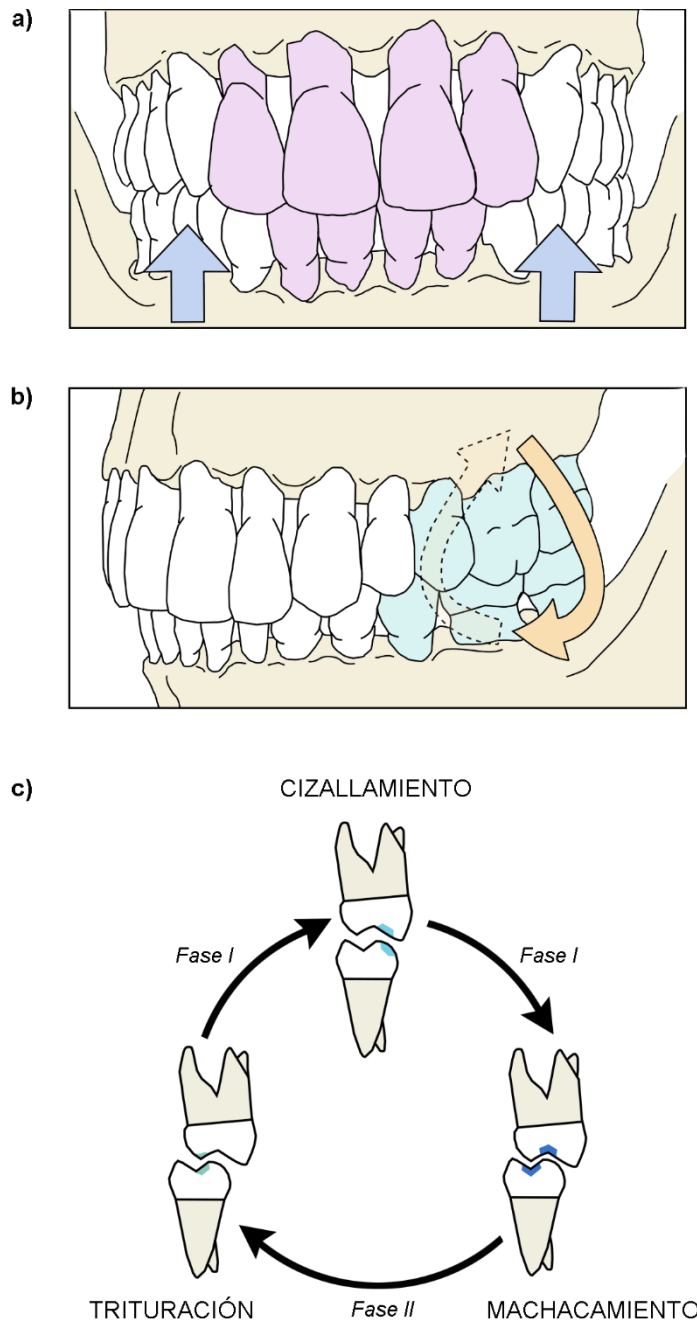 a)
b)
c)
CIZALLAMIENTO
Fase I
Fase I
TRITURACIÓN
Fase II
MACHACAMIENTO